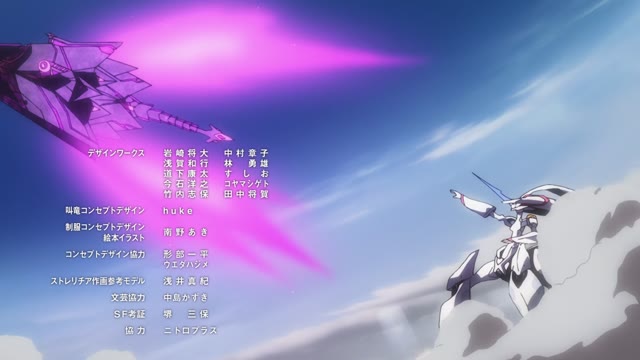 デザインワークス 岩崎将大 中村章子
浅賀和行 林 勇雄
道下康太 すしお
今石洋之 コヤマシゲト
竹内志保 田中将賀
叫竜コンセプトデザイン huke
制服コンセプトデザイン
絵本イラスト 南野あき
コンセプトデザイン協力 形部一平
ウエダハジメ
ストレリチア作画参考モデル 浅井真紀
文芸協力 中島かずき
SF考証 堺 三保
協力 ニトロプラス